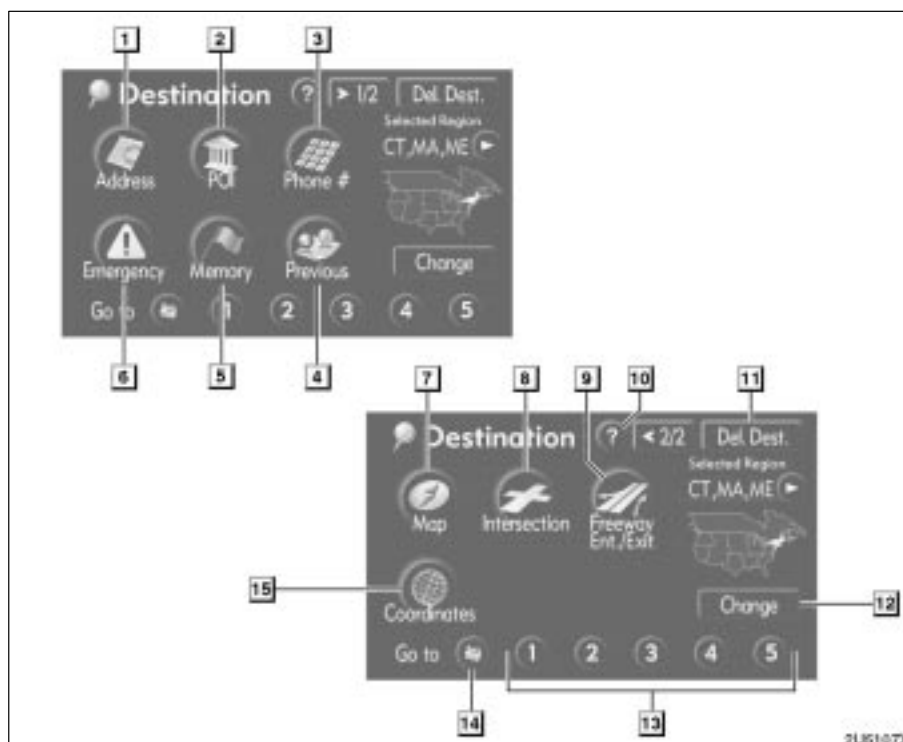 1 2 3
Destination ? > 1/2 Del. Dest.
Selected Region
CT,MA,ME
Address POI Phone #
Emergency Memory Previous Change
Go to 1 2 3 4 5
6 5 4
7 8 9 10 11
Destination ? < 2/2 Del. Dest.
Selected Region
CT,MA,ME
Map Intersection Freeway
Ent./Exit
15 12
Coordinates Change
Go to 1 2 3 4 5
14 13